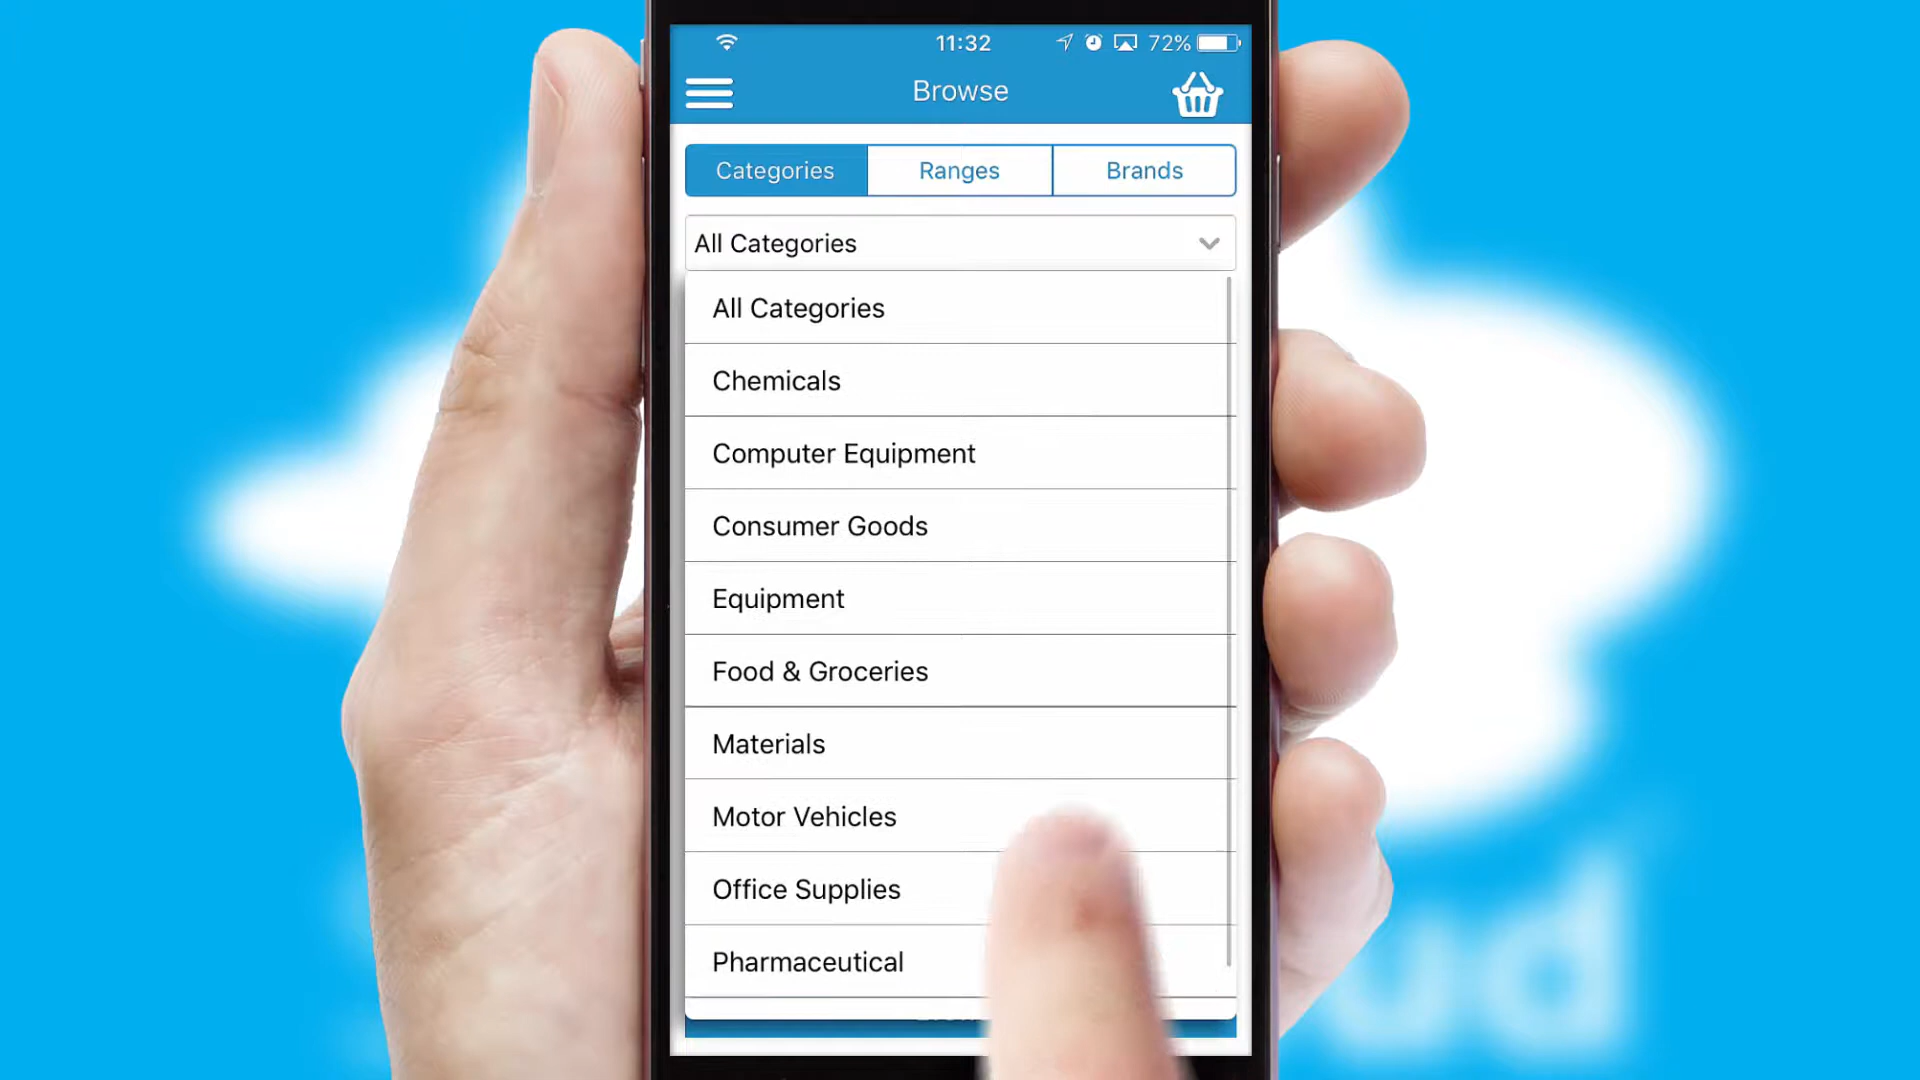 11:32
72%
Browse
Categories
Ranges
Brands
All Categories
All Categories
Chemicals
Computer Equipment
Consumer Goods
Equipment
Food & Groceries
Materials
Motor Vehicles
Office Supplies
Pharmaceutical